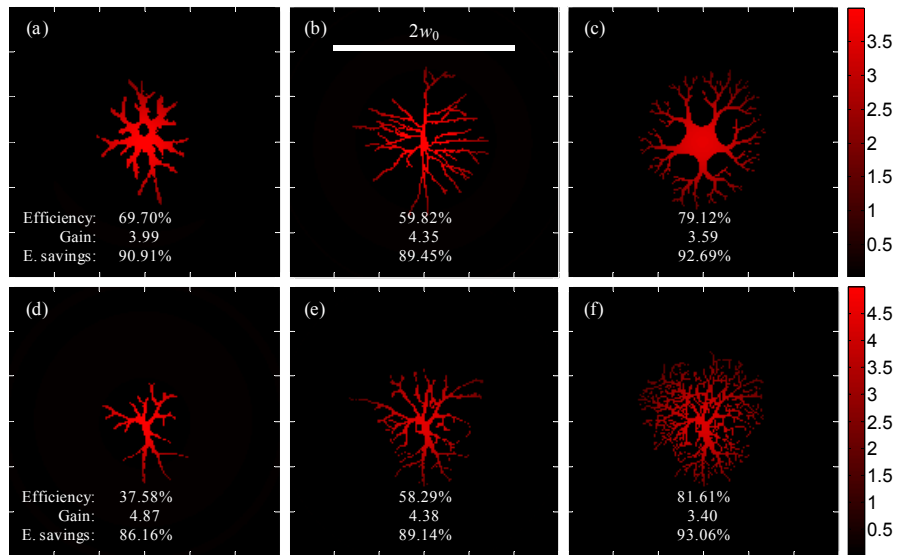 (a)
(b)
2w0
(c)
Efficiency: 69.70% 59.82% 79.12%
Gain: 3.99 4.35 3.59
E. savings: 90.91% 89.45% 92.69%
3.5
3
2.5
2
1.5
1
0.5
(d)
(e)
(f)
Efficiency: 37.58% 58.29% 81.61%
Gain: 4.87 4.38 3.40
E. savings: 86.16% 89.14% 93.06%
4.5
4
3.5
3
2.5
2
1.5
1
0.5